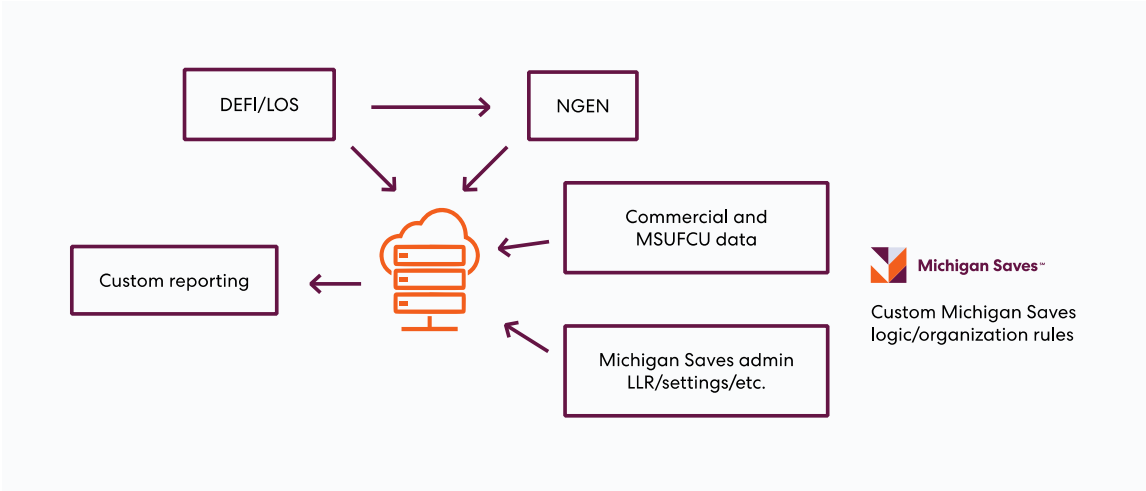 DEFI/LOS
NGEN
Commercial and
MSUFCU data
Custom reporting
Michigan Saves℠
Custom Michigan Saves
logic/organization rules
Michigan Saves admin
LLR/settings/etc.